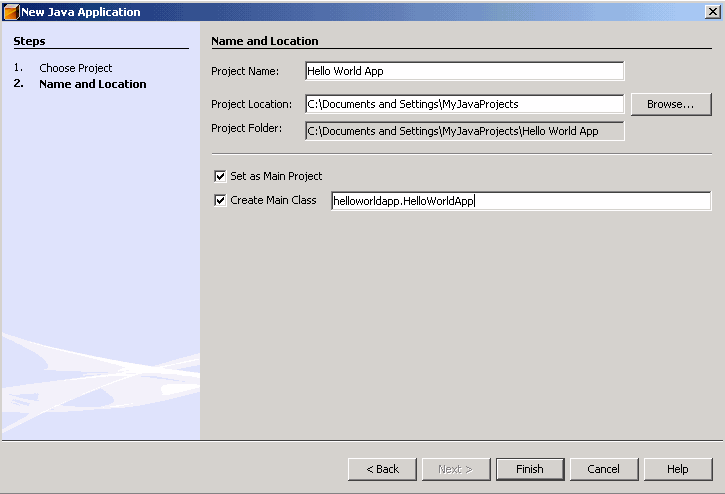 New Java Application
Steps
1. Choose Project
2. Name and Location
Name and Location
Project Name: Hello World App
Project Location: C:\Documents and Settings\MyJavaProjects Browse...
Project Folder: C:\Documents and Settings\MyJavaProjects\Hello World App
Set as Main Project
Create Main Class helloworldapp.HelloWorldApp
< Back Next > Finish Cancel Help